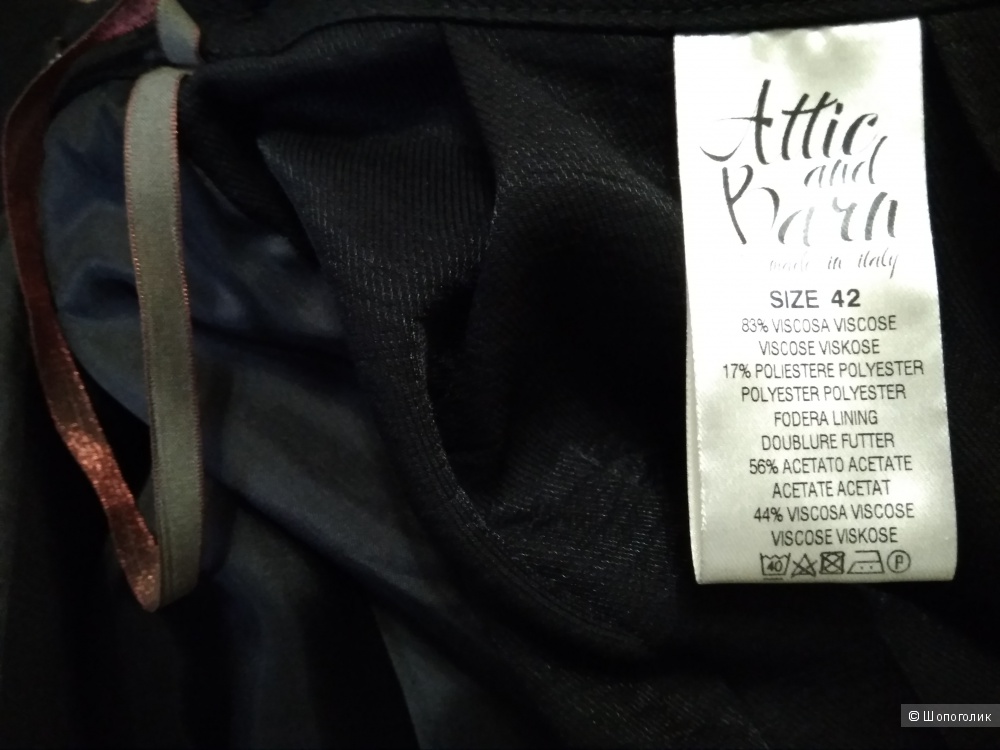 Attic
and
Barn
made in italy
SIZE 42
83% VISCOSA VISCOSE
VISCOSE VISKOSE
17% POLIESTERE POLYESTER
POLYESTER POLYESTER
FODERA LINING
DOUBLURE FUTTER
56% ACETATO ACETATE
ACETATE ACETAT
44% VISCOSA VISCOSE
VISCOSE VISKOSE
40 P
© Шопоголик